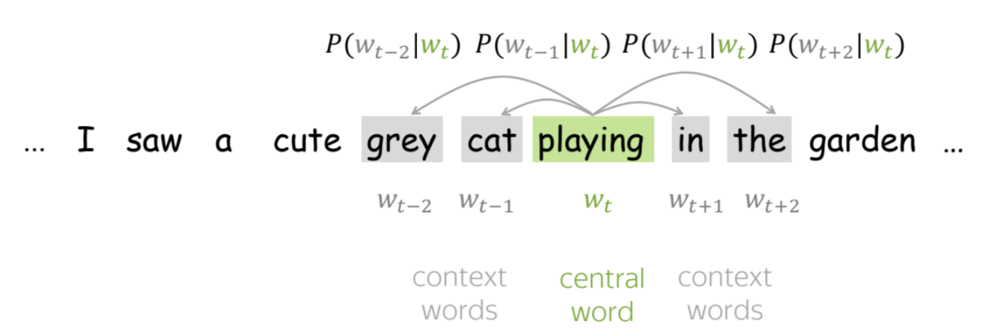 P(w_{t−2}|w_t) P(w_{t−1}|w_t) P(w_{t+1}|w_t) P(w_{t+2}|w_t)
... I saw a cute grey cat playing in the garden ...
w_{t−2} w_{t−1} w_t w_{t+1} w_{t+2}
context central context
words word words